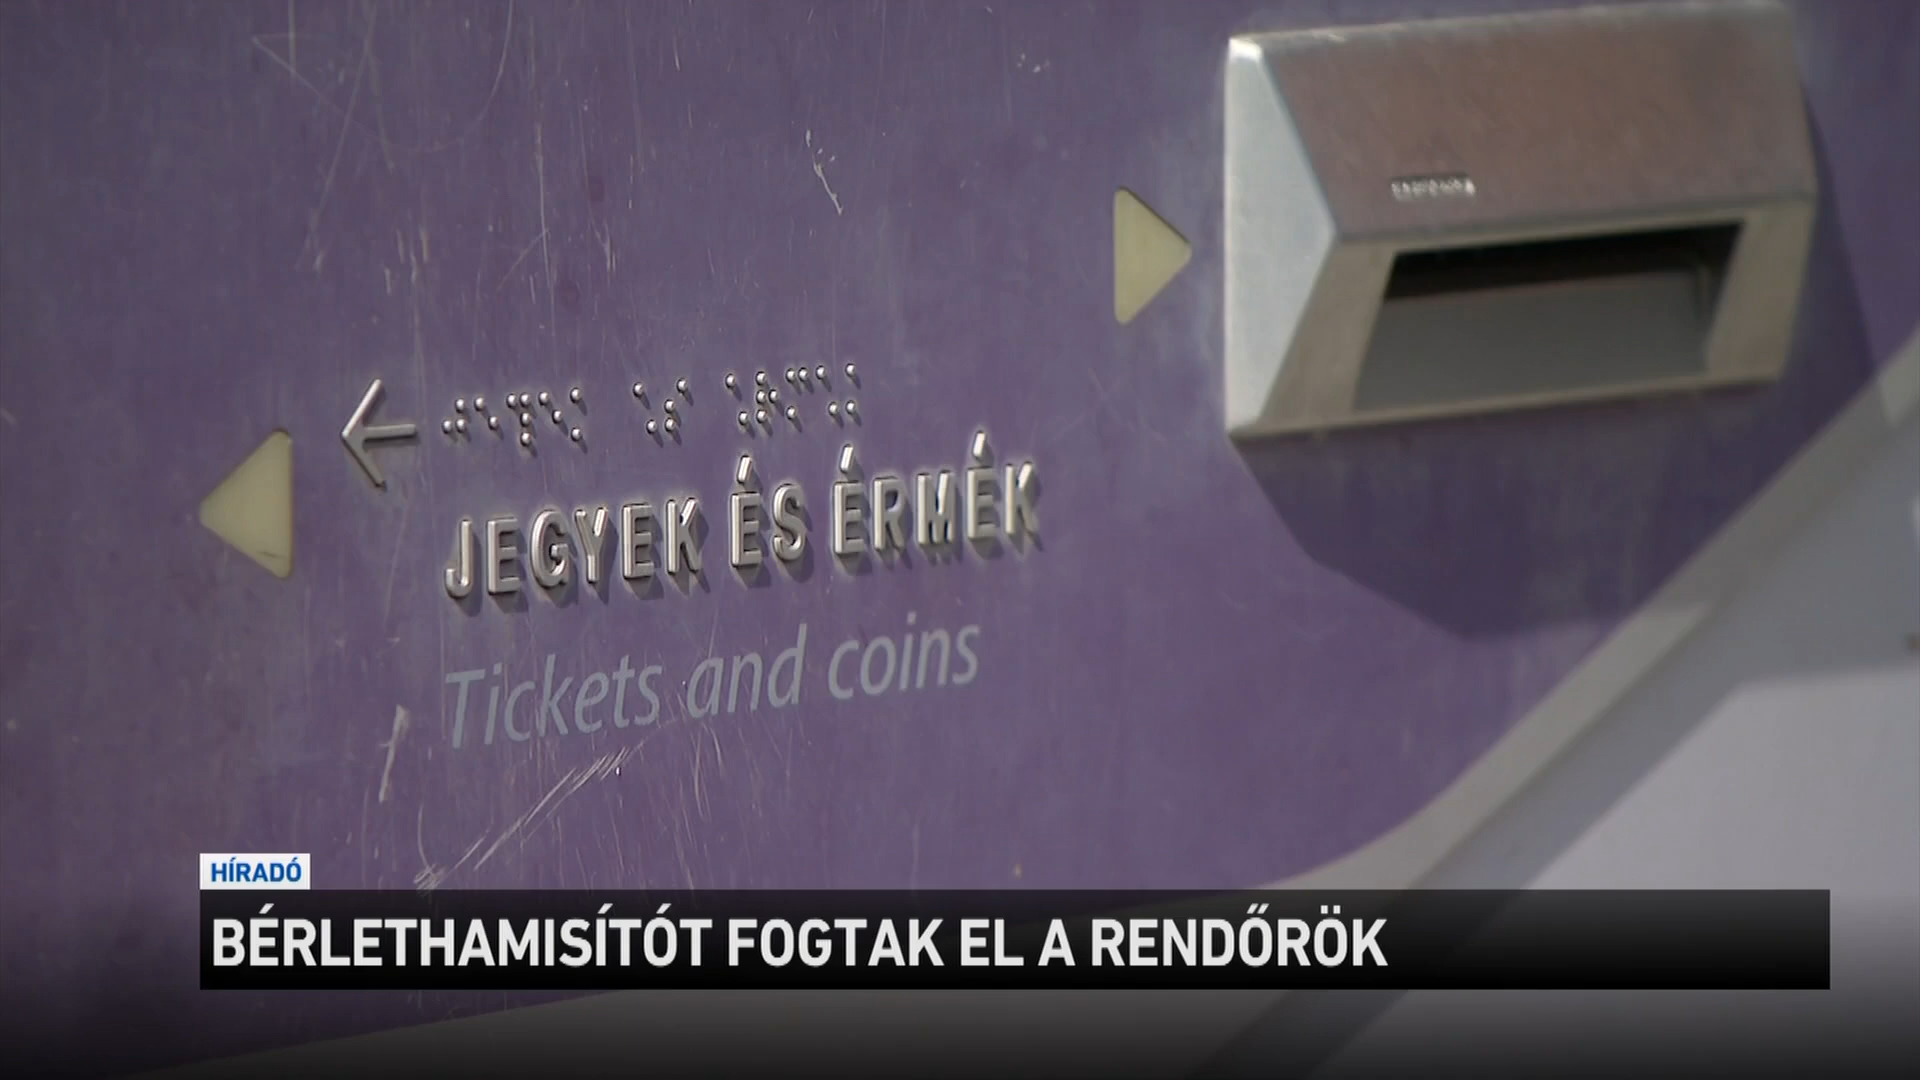 JEGYEK ÉS ÉRMÉK
Tickets and coins
HÍRADÓ
BÉRLETHAMISÍTÓT FOGTAK EL A RENDŐRÖK